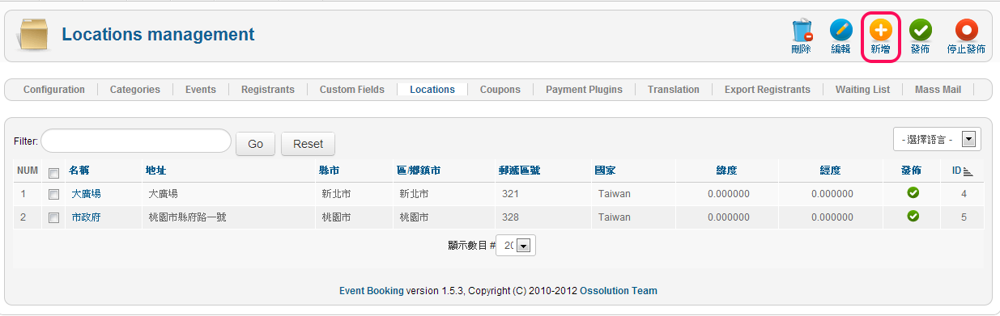 Locations management
刪除 編輯 新增 發佈 停止發佈
Configuration Categories Events Registrants Custom Fields Locations Coupons Payment Plugins Translation Export Registrants Waiting List Mass Mail
Filter: Go Reset - 選擇語言 -
NUM 名稱 地址 縣市 區/鄉鎮市 郵遞區號 國家 緯度 經度 發佈 ID
1 大廣場 大廣場 新北市 新北市 321 Taiwan 0.000000 0.000000 4
2 市政府 桃園市縣府路一號 桃園市 桃園市 328 Taiwan 0.000000 0.000000 5
顯示數目 # 20
Event Booking version 1.5.3, Copyright (C) 2010-2012 Ossolution Team